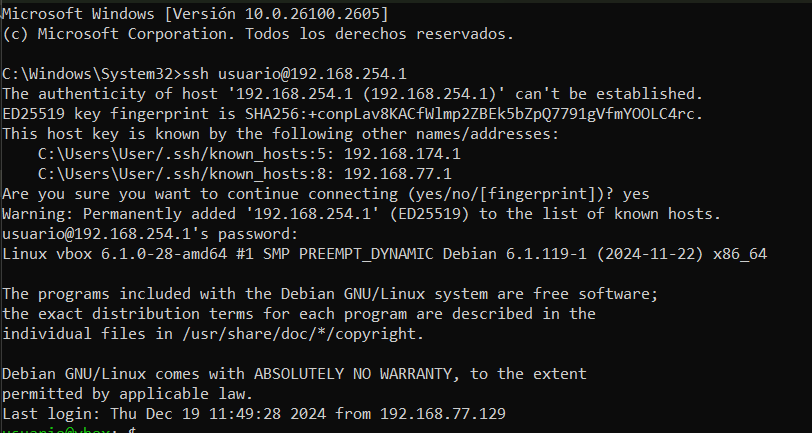 Microsoft Windows [Versión 10.0.26100.2605]
(c) Microsoft Corporation. Todos los derechos reservados.
C:\Windows\System32>ssh usuario@192.168.254.1
The authenticity of host '192.168.254.1 (192.168.254.1)' can't be established.
ED25519 key fingerprint is SHA256:+conpLav8KACfWlmp2ZBEk5bZpQ7791gVfmYOOLC4rc.
This host key is known by the following other names/addresses:
    C:\Users\User/.ssh/known_hosts:5: 192.168.174.1
    C:\Users\User/.ssh/known_hosts:8: 192.168.77.1
Are you sure you want to continue connecting (yes/no/[fingerprint])? yes
Warning: Permanently added '192.168.254.1' (ED25519) to the list of known hosts.
usuario@192.168.254.1's password:
Linux vbox 6.1.0-28-amd64 #1 SMP PREEMPT_DYNAMIC Debian 6.1.119-1 (2024-11-22) x86_64
The programs included with the Debian GNU/Linux system are free software;
the exact distribution terms for each program are described in the
individual files in /usr/share/doc/*/copyright.
Debian GNU/Linux comes with ABSOLUTELY NO WARRANTY, to the extent
permitted by applicable law.
Last login: Thu Dec 19 11:49:28 2024 from 192.168.77.129